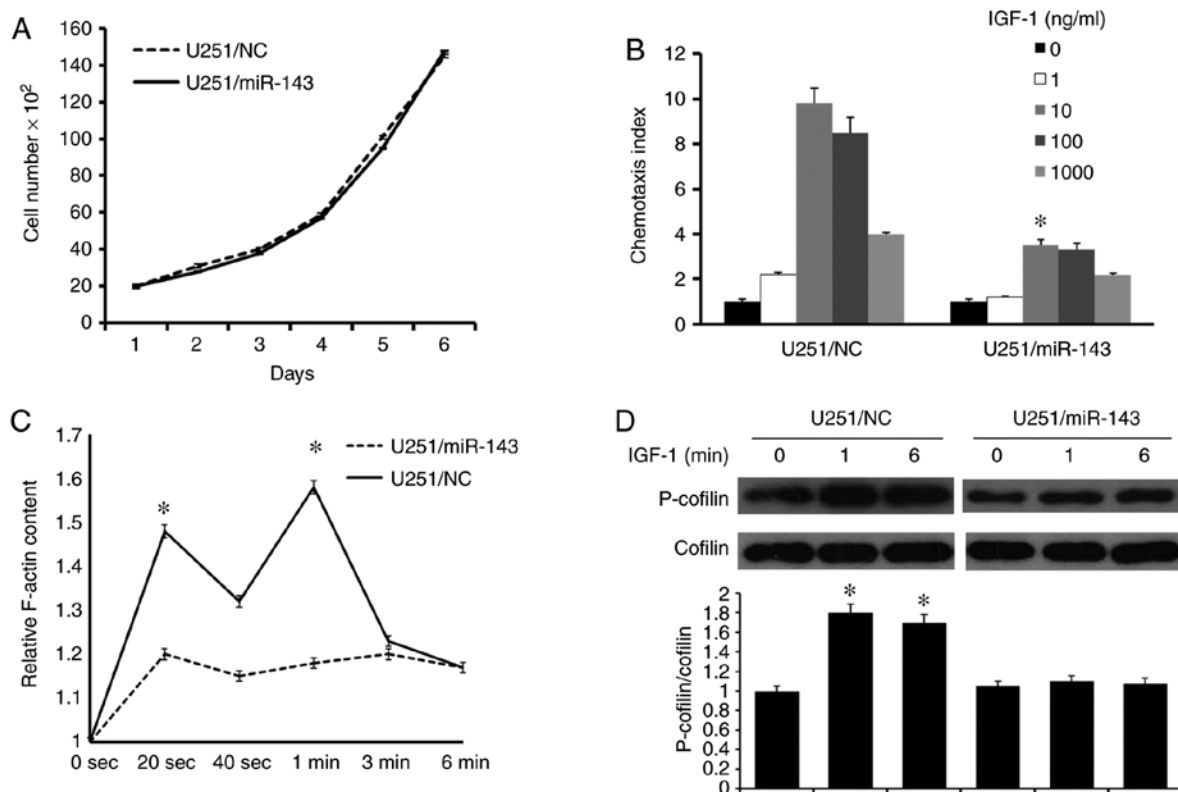 A
160
140
120
100
80
60
40
20
0
Cell number × 10²
U251/NC
U251/miR-143
1 2 3 4 5 6
Days
B
IGF-1 (ng/ml)
0
1
10
100
1000
12
10
8
6
4
2
0
Chemotaxis index
*
U251/NC U251/miR-143
C
1.7
1.6
1.5
1.4
1.3
1.2
1.1
1
Relative F-actin content
U251/miR-143
U251/NC
* *
0 sec 20 sec 40 sec 1 min 3 min 6 min
D
U251/NC U251/miR-143
IGF-1 (min) 0 1 6 0 1 6
P-cofilin
Cofilin
2
1.8
1.6
1.4
1.2
1
0.8
0.6
0.4
0.2
0
P-cofilin/cofilin
* *